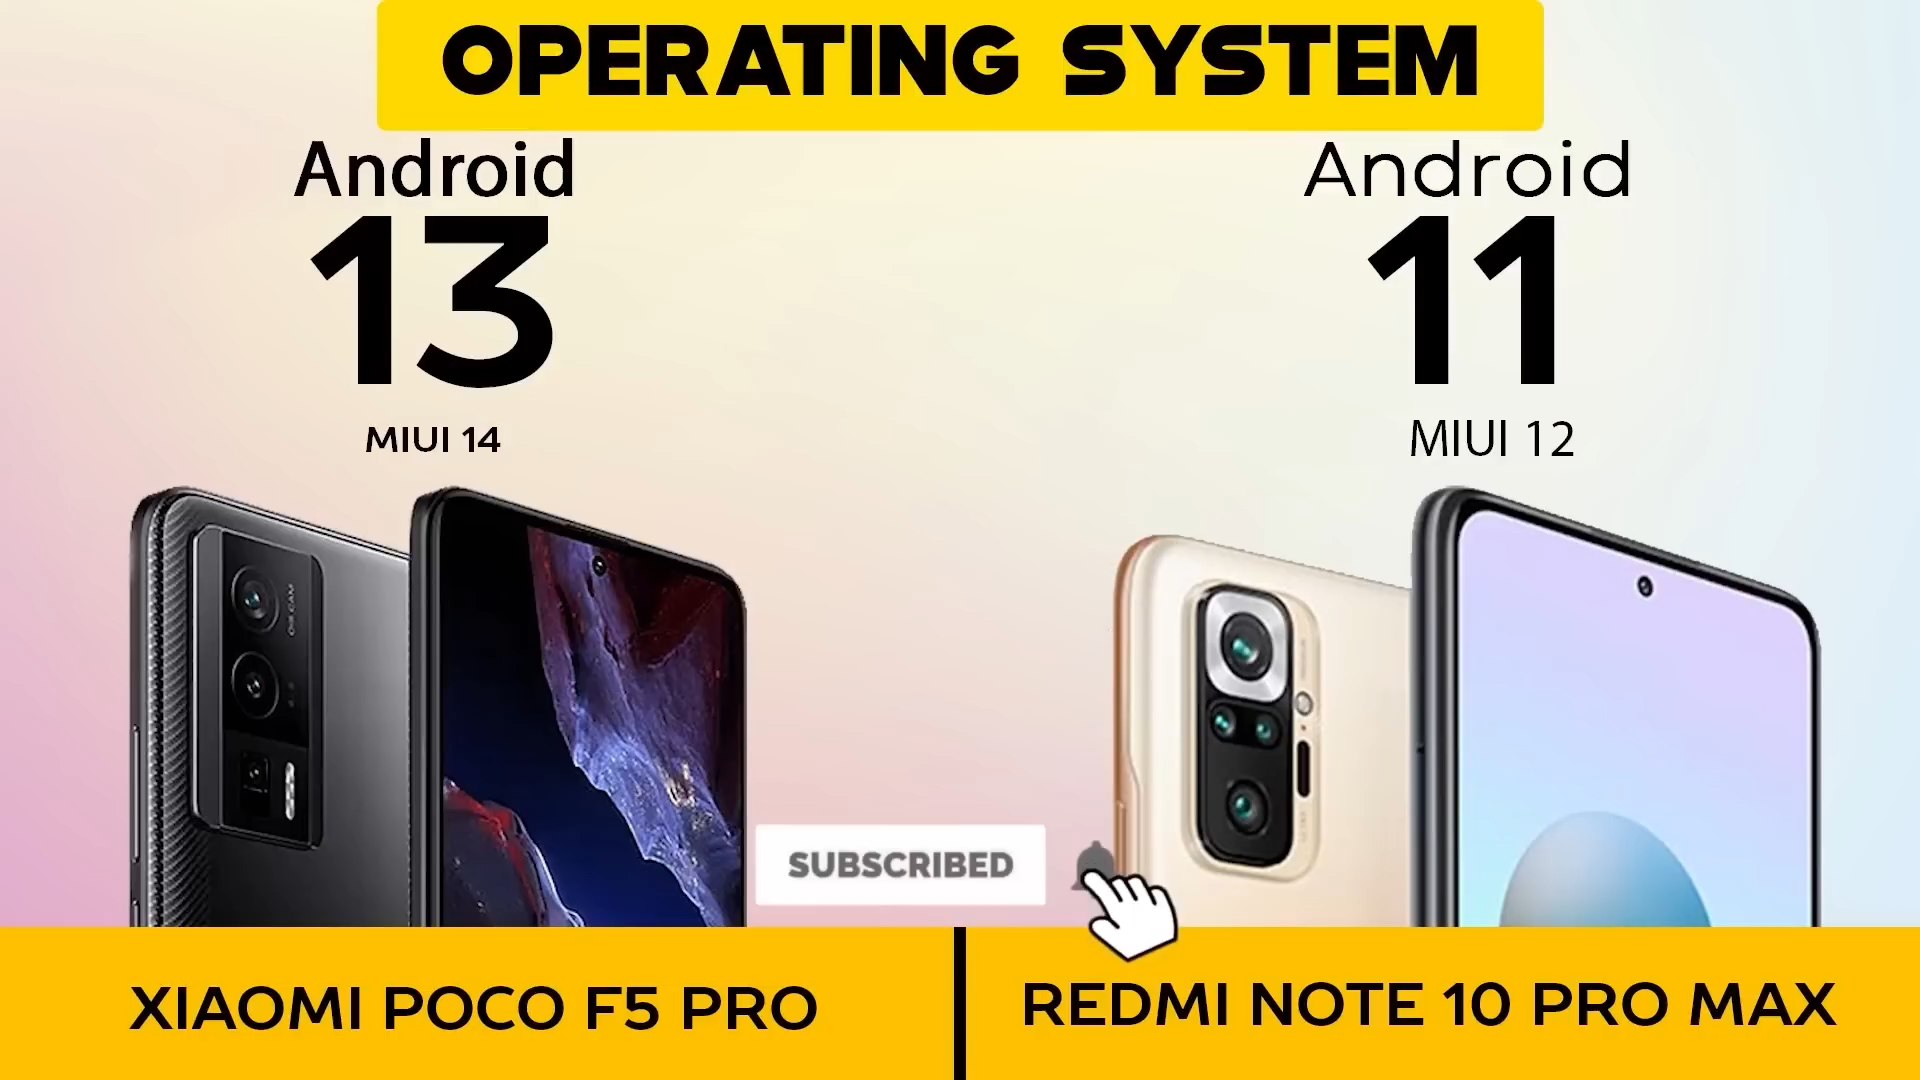 OPERATING SYSTEM
Android
13
MIUI 14
Android
11
MIUI 12
SUBSCRIBED
XIAOMI POCO F5 PRO
REDMI NOTE 10 PRO MAX